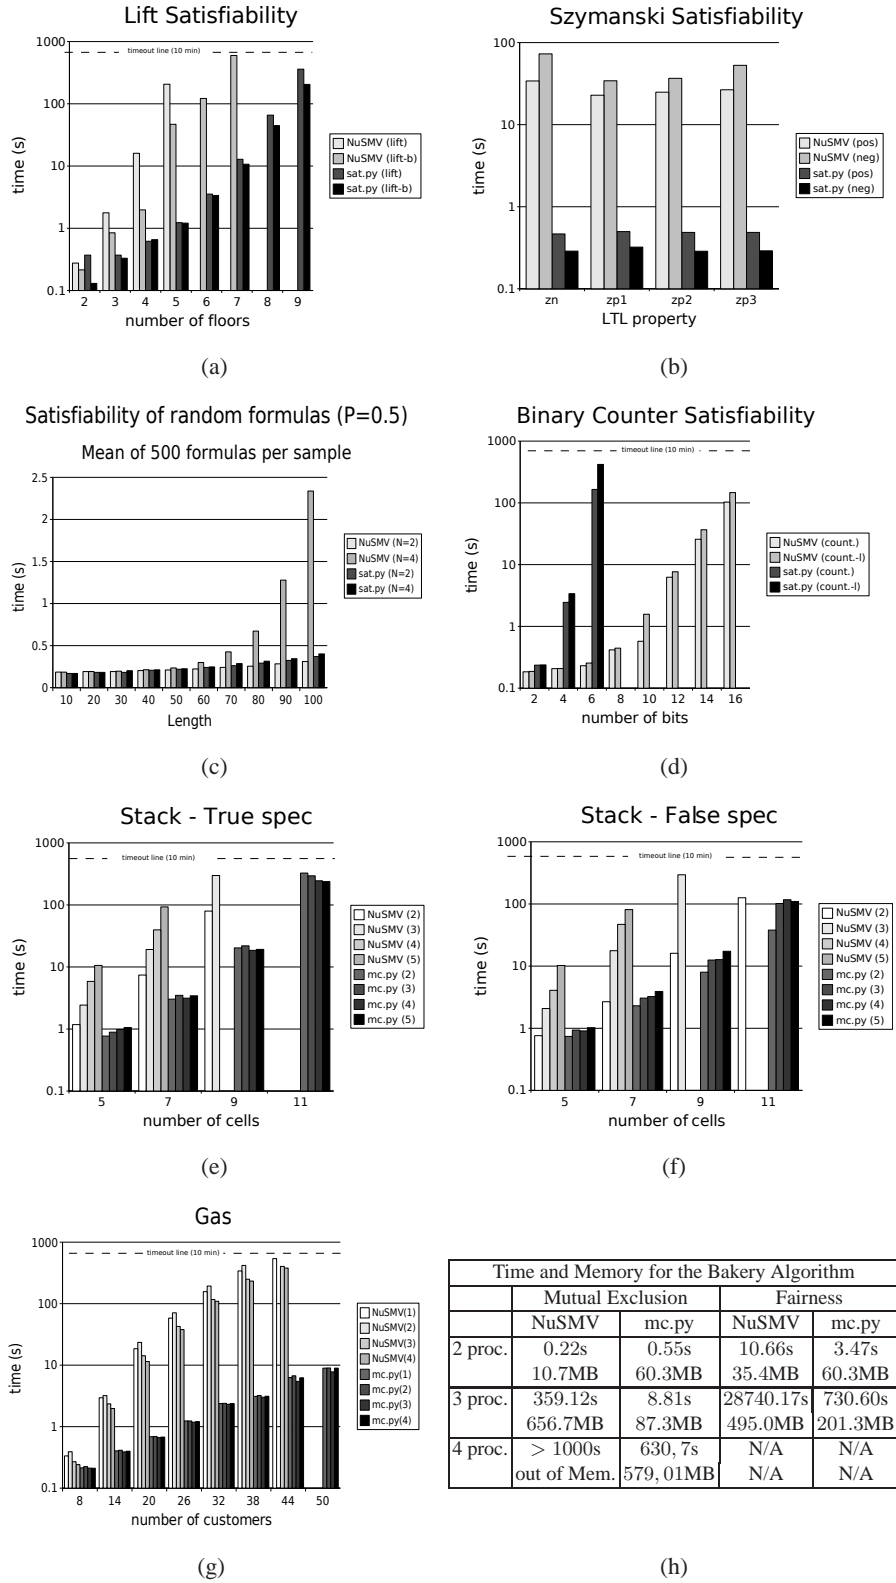 Lift Satisfiability
1000
timeout line (10 min)
100
10
1
0.1
time (s)
2 3 4 5 6 7 8 9
number of floors
NuSMV (lift)
NuSMV (lift-b)
sat.py (lift)
sat.py (lift-b)
(a)
Szymanski Satisfiability
100
10
1
0.1
time (s)
zn zp1 zp2 zp3
LTL property
NuSMV (pos)
NuSMV (neg)
sat.py (pos)
sat.py (neg)
(b)
Satisfiability of random formulas (P=0.5)
Mean of 500 formulas per sample
2.5
2
1.5
1
0.5
0
time (s)
10 20 30 40 50 60 70 80 90 100
Length
NuSMV (N=2)
NuSMV (N=4)
sat.py (N=2)
sat.py (N=4)
(c)
Binary Counter Satisfiability
1000
timeout line (10 min)
100
10
1
0.1
time (s)
2 4 6 8 10 12 14 16
number of bits
NuSMV (count.)
NuSMV (count.-l)
sat.py (count.)
sat.py (count.-l)
(d)
Stack - True spec
1000
timeout line (10 min)
100
10
1
0.1
time (s)
5 7 9 11
number of cells
NuSMV (2)
NuSMV (3)
NuSMV (4)
NuSMV (5)
mc.py (2)
mc.py (3)
mc.py (4)
mc.py (5)
(e)
Stack - False spec
1000
timeout line (10 min)
100
10
1
0.1
time (s)
5 7 9 11
number of cells
NuSMV (2)
NuSMV (3)
NuSMV (4)
NuSMV (5)
mc.py (2)
mc.py (3)
mc.py (4)
mc.py (5)
(f)
Gas
1000
timeout line (10 min)
100
10
1
0.1
time (s)
8 14 20 26 32 38 44 50
number of customers
NuSMV(1)
NuSMV(2)
NuSMV(3)
NuSMV(4)
mc.py(1)
mc.py(2)
mc.py(3)
mc.py(4)
(g)
Time and Memory for the Bakery Algorithm
Mutual Exclusion Fairness
NuSMV mc.py NuSMV mc.py
2 proc. 0.22s 0.55s 10.66s 3.47s
10.7MB 60.3MB 35.4MB 60.3MB
3 proc. 359.12s 8.81s 28740.17s 730.60s
656.7MB 87.3MB 495.0MB 201.3MB
4 proc. > 1000s 630, 7s N/A N/A
out of Mem. 579, 01MB N/A N/A
(h)